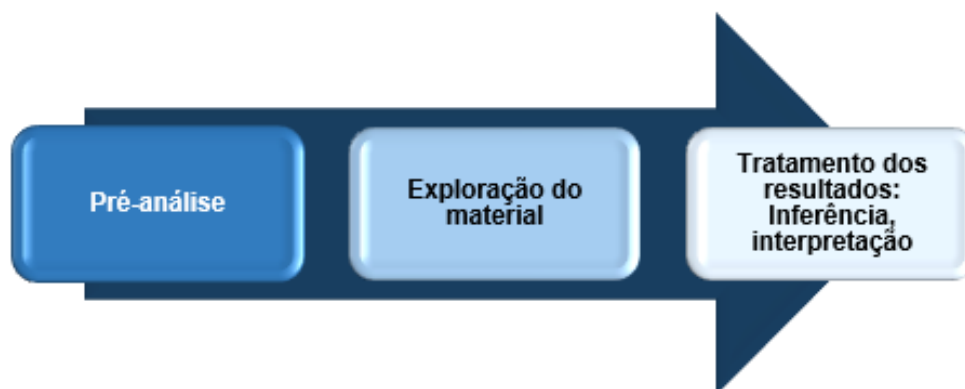 Pré-análise
Exploração do
material
Tratamento dos
resultados:
Inferência,
interpretação